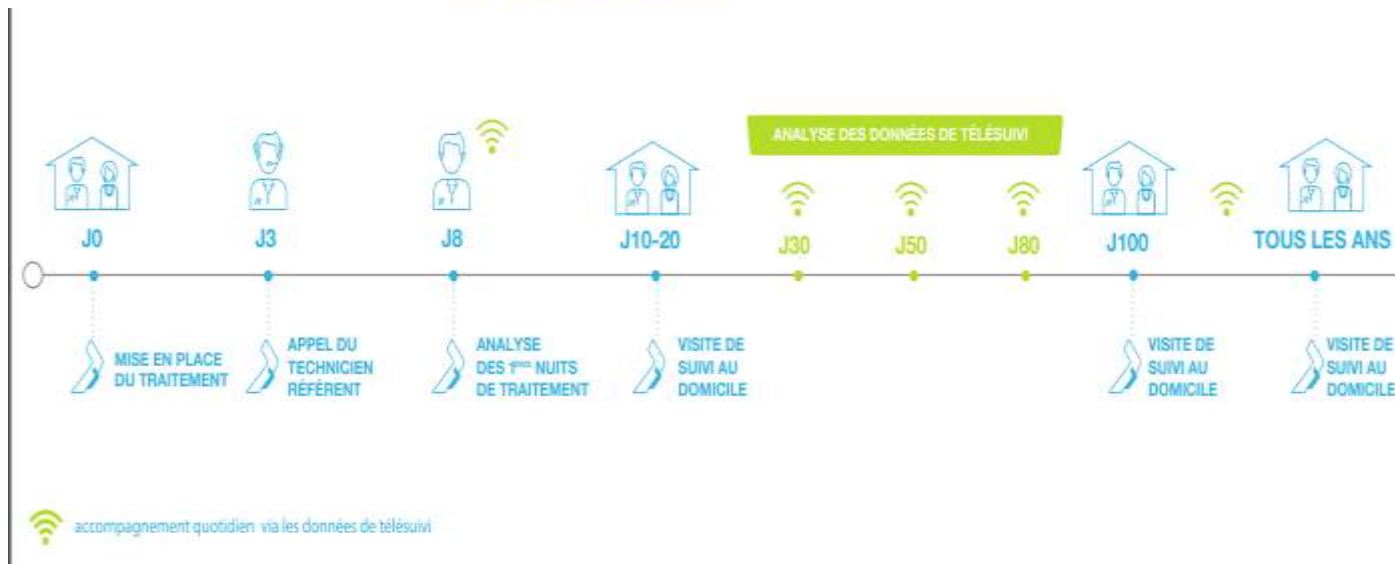 ANALYSE DES DONNÉES DE TÉLÉSUIVI
J0
J3
J8
J10-20
J30
J50
J80
J100
TOUS LES ANS
MISE EN PLACE
DU TRAITEMENT
APPEL DU
TECHNICIEN
RÉFÉRENT
ANALYSE
DES 1ères NUITS
DE TRAITEMENT
VISITE DE
SUIVI AU
DOMICILE
VISITE DE
SUIVI AU
DOMICILE
VISITE DE
SUIVI AU
DOMICILE
accompagnement quotidien via les données de télésuivi